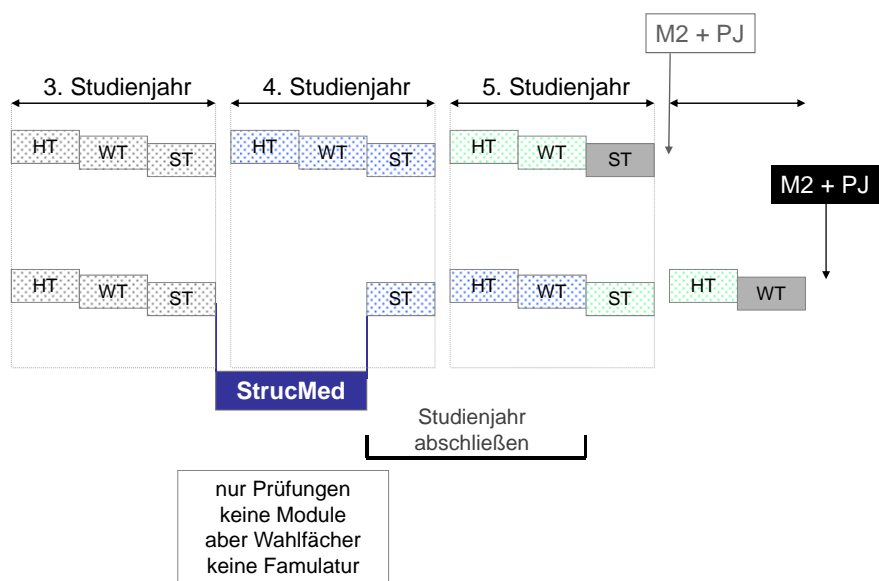 M2 + PJ
3. Studienjahr
4. Studienjahr
5. Studienjahr
HT
WT
ST
HT
WT
ST
HT
WT
ST
M2 + PJ
HT
WT
ST
ST
HT
WT
ST
HT
WT
StrucMed
Studienjahr
abschließen
nur Prüfungen
keine Module
aber Wahlfächer
keine Famulatur